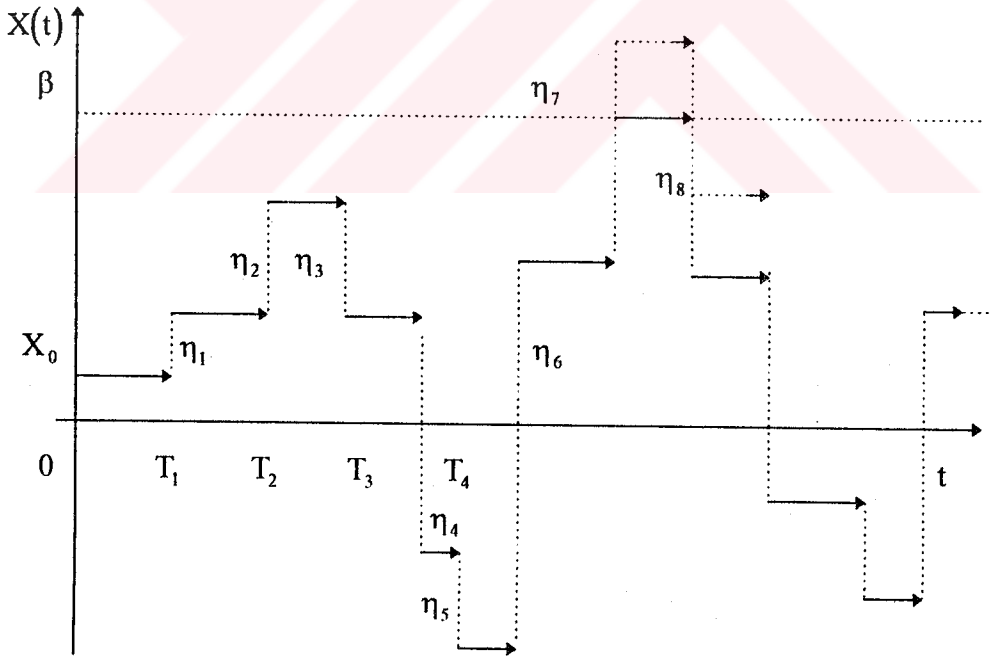 X(t)
β
η₇
η₈
η₂ η₃
X₀ η₁ η₆
0 T₁ T₂ T₃ T₄ t
η₄
η₅